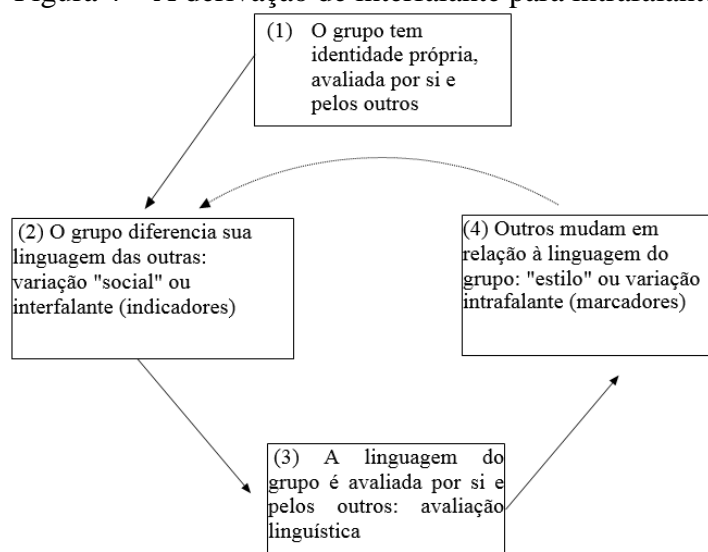 Figura 4 – A derivação de interfalante para intrafalante
(1) O grupo tem
identidade própria,
avaliada por si e
pelos outros
(2) O grupo diferencia sua
linguagem das outras:
variação "social" ou
interfalante (indicadores)
(4) Outros mudam em
relação à linguagem do
grupo: "estilo" ou variação
intrafalante (marcadores)
(3) A linguagem do
grupo é avaliada por si e
pelos outros: avaliação
linguística